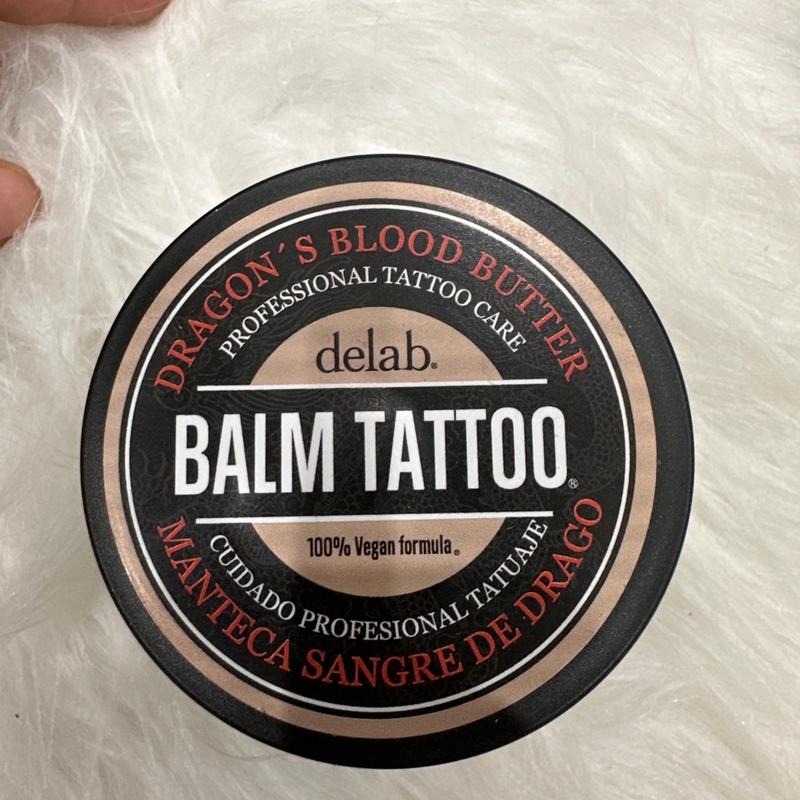 DRAGON´S BLOOD BUTTER
PROFESSIONAL TATTOO CARE
delab®
BALM TATTOO®
100% Vegan formula®
CUIDADO PROFESIONAL TATUAJE
MANTECA SANGRE DE DRAGO